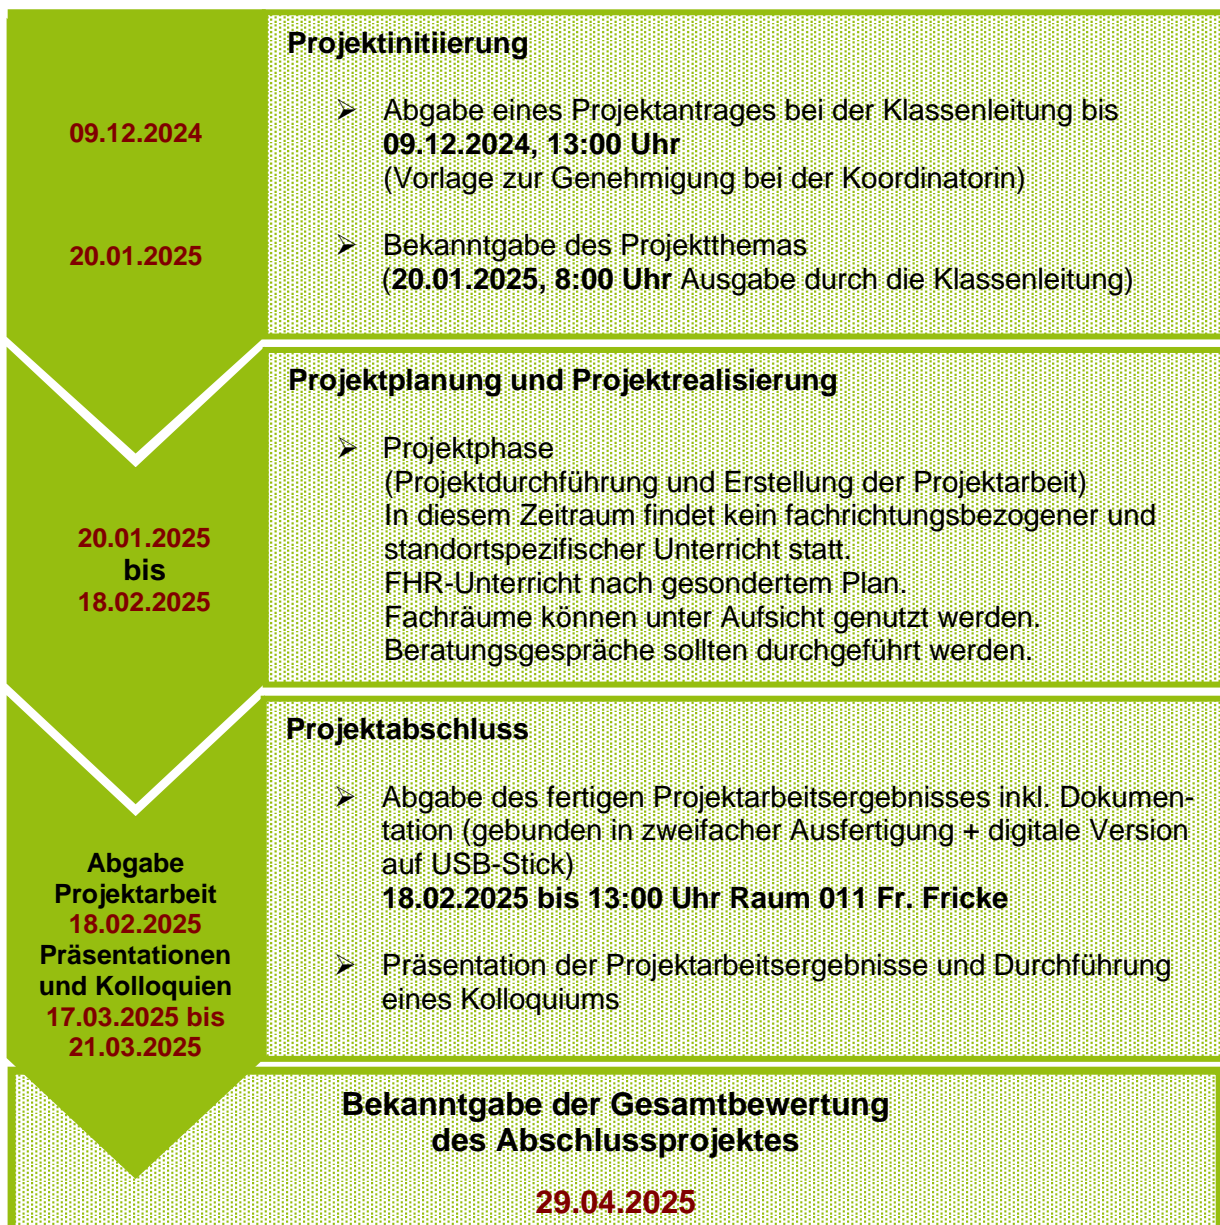 Projektinitiierung
09.12.2024
➢ Abgabe eines Projektantrages bei der Klassenleitung bis
09.12.2024, 13:00 Uhr
(Vorlage zur Genehmigung bei der Koordinatorin)
20.01.2025
➢ Bekanntgabe des Projektthemas
(20.01.2025, 8:00 Uhr Ausgabe durch die Klassenleitung)
20.01.2025
bis
18.02.2025
Projektplanung und Projektrealisierung
➢ Projektphase
(Projektdurchführung und Erstellung der Projektarbeit)
In diesem Zeitraum findet kein fachrichtungsbezogener und
standortspezifischer Unterricht statt.
FHR-Unterricht nach gesondertem Plan.
Fachräume können unter Aufsicht genutzt werden.
Beratungsgespräche sollten durchgeführt werden.
Abgabe
Projektarbeit
18.02.2025
Präsentationen
und Kolloquien
17.03.2025 bis
21.03.2025
Projektabschluss
➢ Abgabe des fertigen Projektarbeitsergebnisses inkl. Dokumen-
tation (gebunden in zweifacher Ausfertigung + digitale Version
auf USB-Stick)
18.02.2025 bis 13:00 Uhr Raum 011 Fr. Fricke
➢ Präsentation der Projektarbeitsergebnisse und Durchführung
eines Kolloquiums
Bekanntgabe der Gesamtbewertung
des Abschlussprojektes
29.04.2025